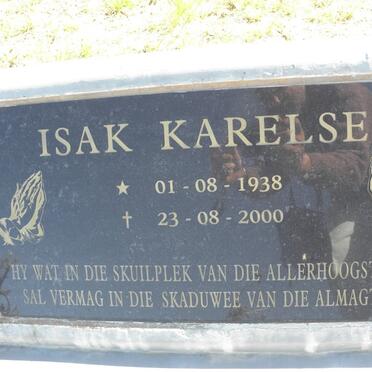 ISAK KARELSE
★ 01-08-1938
† 23-08-2000
HY WAT IN DIE SKUILPLEK VAN DIE ALLERHOOGST
SAL VERMAG IN DIE SKADUWEE VAN DIE ALMAGT